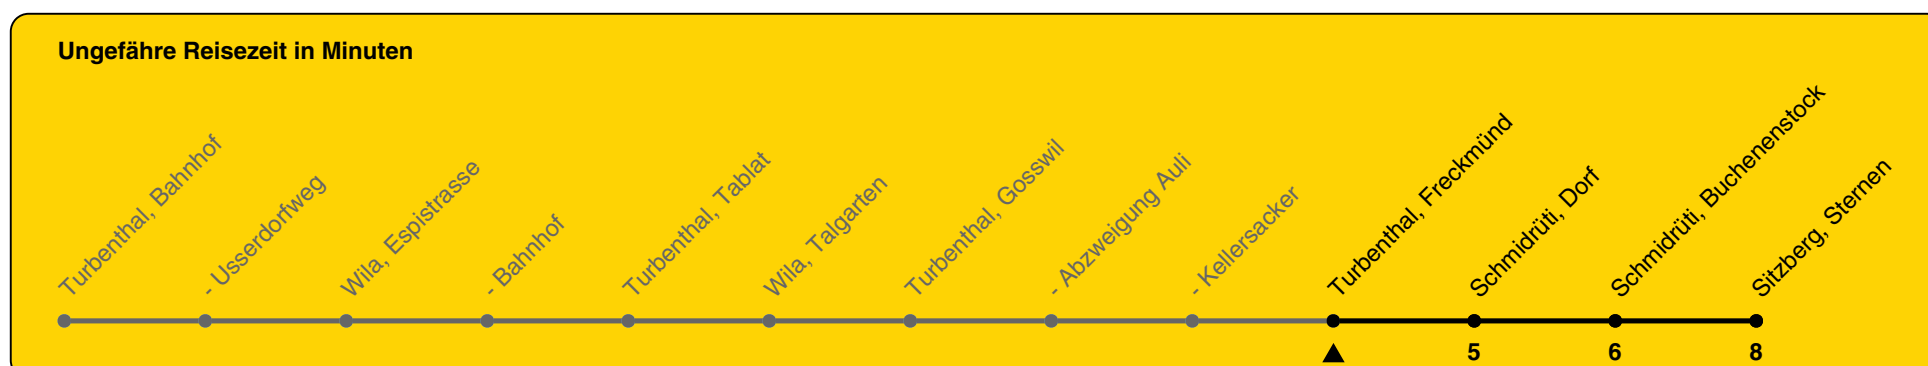 Ungefähre Reisezeit in Minuten
Turbenthal, Bahnhof
- Usserdorfweg
Wila, Espistrasse
- Bahnhof
Turbenthal, Tablat
Wila, Talgarten
Turbenthal, Gosswil
- Abzweigung Auli
- Kellersacker
Turbenthal, Freckmünd
Schmidrüti, Dorf
Schmidrüti, Buchenenstock
Sitzberg, Sternen
5 6 8